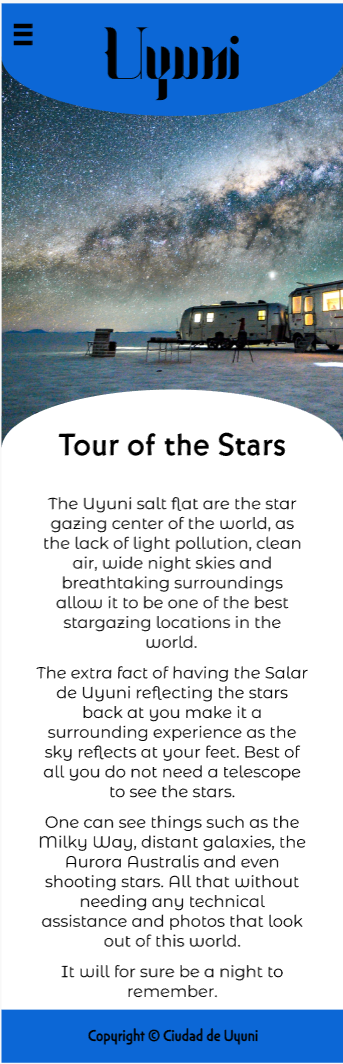 Uyuni
Tour of the Stars
The Uyuni salt flat are the star
gazing center of the world, as
the lack of light pollution, clean
air, wide night skies and
breathtaking surroundings
allow it to be one of the best
stargazing locations in the
world.
The extra fact of having the Salar
de Uyuni reflecting the stars
back at you make it a
surrounding experience as the
sky reflects at your feet. Best of
all you do not need a telescope
to see the stars.
One can see things such as the
Milky Way, distant galaxies, the
Aurora Australis and even
shooting stars. All that without
needing any technical
assistance and photos that look
out of this world.
It will for sure be a night to
remember.
Copyright © Ciudad de Uyuni